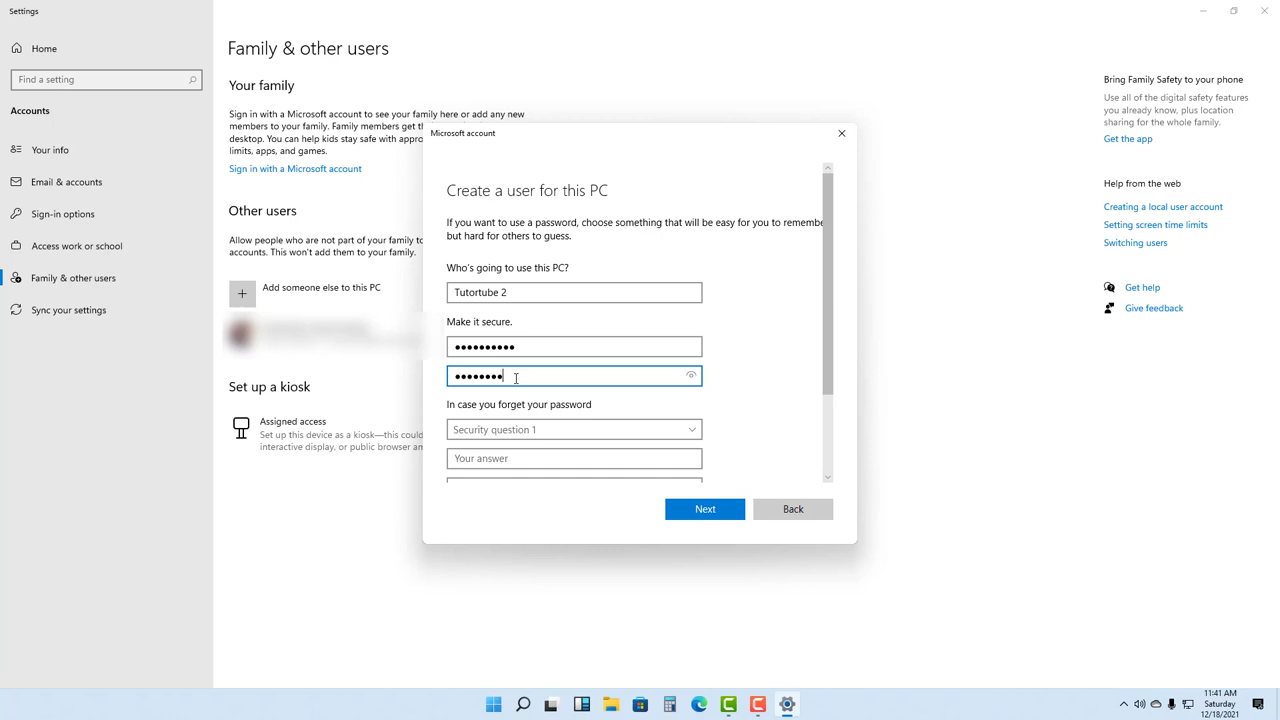 Settings
Home
Find a setting
Accounts
Your info
Email & accounts
Sign-in options
Access work or school
Family & other users
Sync your settings
Family & other users
Your family
Sign in with a Microsoft account to see your family here or add any new
members to your family. Family members get th
desktop. You can help kids stay safe with appro
limits, apps, and games.
Sign in with a Microsoft account
Other users
Allow people who are not part of your family to
accounts. This won't add them to your family.
Add someone else to this PC
Set up a kiosk
Assigned access
Set up this device as a kiosk—this could
interactive display, or public browser am
Microsoft account
Create a user for this PC
If you want to use a password, choose something that will be easy for you to remembe
but hard for others to guess.
Who's going to use this PC?
Tutortube 2
Make it secure.
●●●●●●●●●●
●●●●●●●●
In case you forget your password
Security question 1
Your answer
Next
Back
Bring Family Safety to your phone
Use all of the digital safety features
you already know, plus location
sharing for the whole family.
Get the app
Help from the web
Creating a local user account
Setting screen time limits
Switching users
Get help
Give feedback
11:41 AM
Saturday
12/18/2021